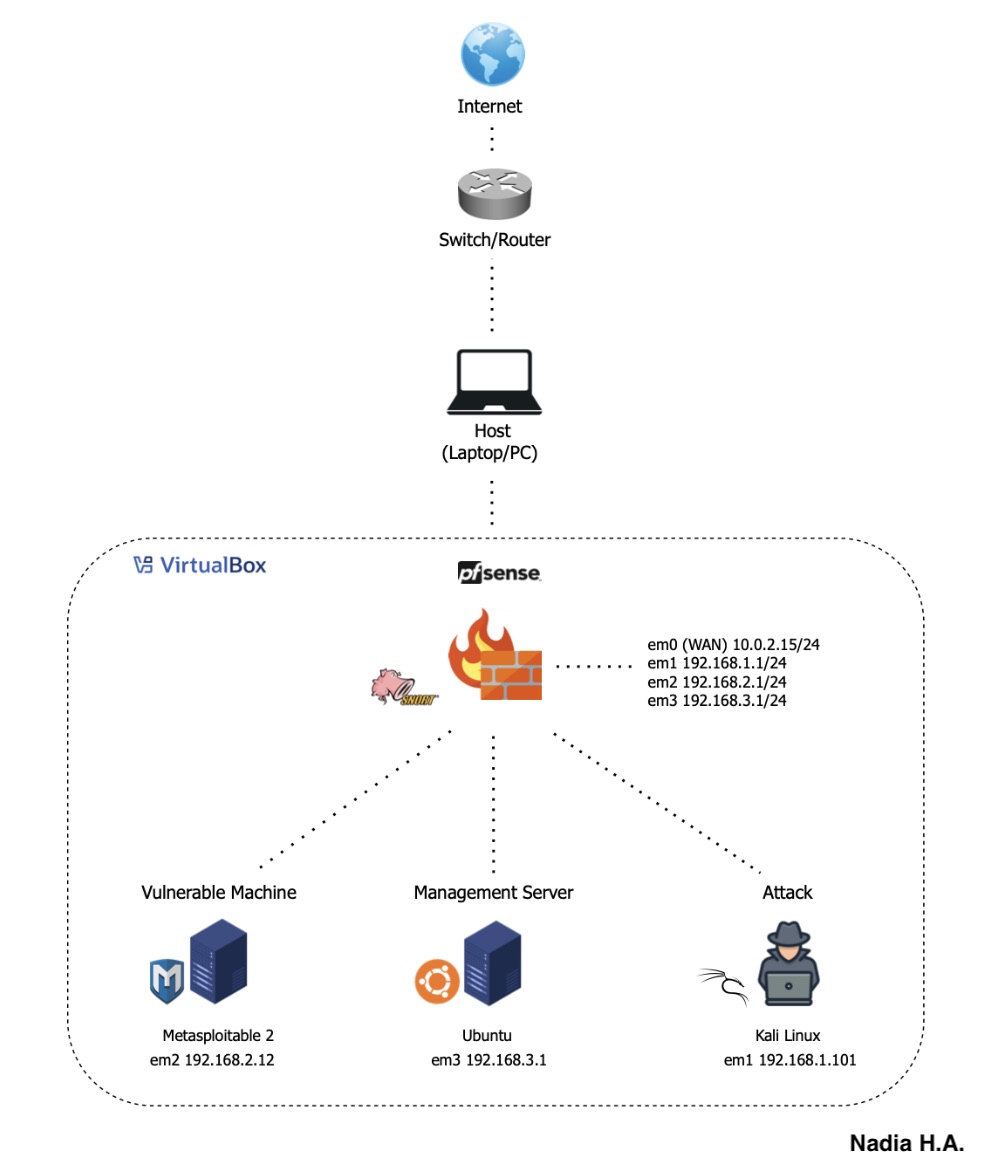 Internet
Switch/Router
Host
(Laptop/PC)
VirtualBox
pfsense
em0 (WAN) 10.0.2.15/24
em1 192.168.1.1/24
em2 192.168.2.1/24
em3 192.168.3.1/24
SNORT
Vulnerable Machine
Management Server
Attack
M
Metasploitable 2
Ubuntu
Kali Linux
em2 192.168.2.12
em3 192.168.3.1
em1 192.168.1.101
Nadia H.A.